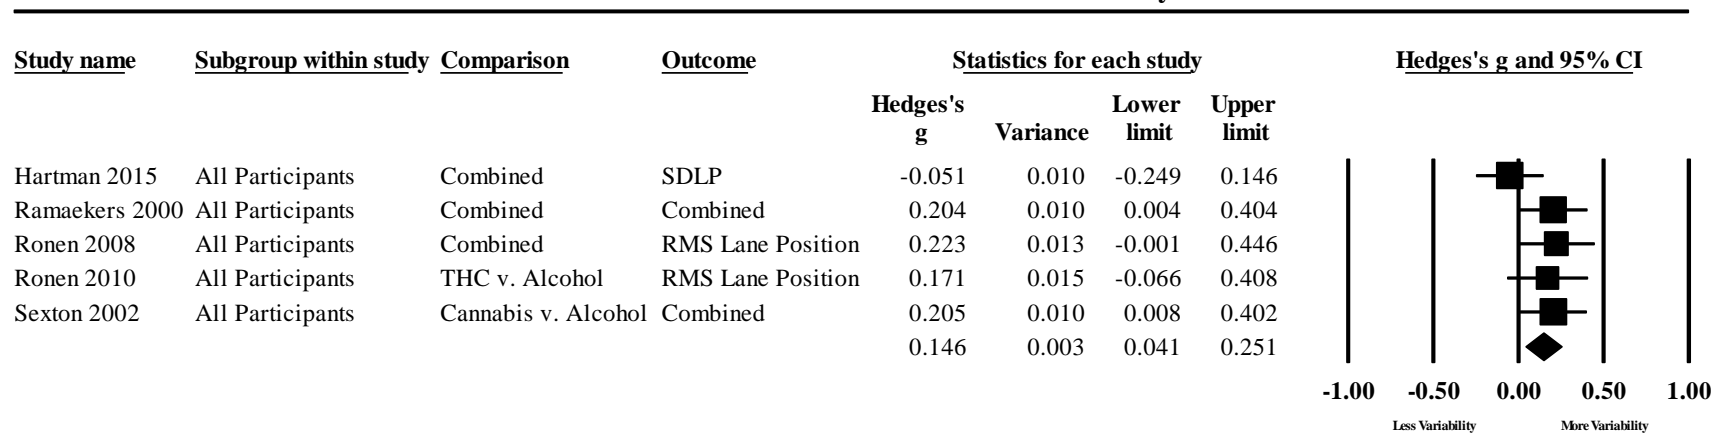 Study name Subgroup within study Comparison Outcome Statistics for each study Hedges's g and 95% CI
Hedges's Lower Upper
g Variance limit limit
Hartman 2015 All Participants Combined SDLP -0.051 0.010 -0.249 0.146
Ramaekers 2000 All Participants Combined Combined 0.204 0.010 0.004 0.404
Ronen 2008 All Participants Combined RMS Lane Position 0.223 0.013 -0.001 0.446
Ronen 2010 All Participants THC v. Alcohol RMS Lane Position 0.171 0.015 -0.066 0.408
Sexton 2002 All Participants Cannabis v. Alcohol Combined 0.205 0.010 0.008 0.402
0.146 0.003 0.041 0.251
-1.00 -0.50 0.00 0.50 1.00
Less Variability More Variability